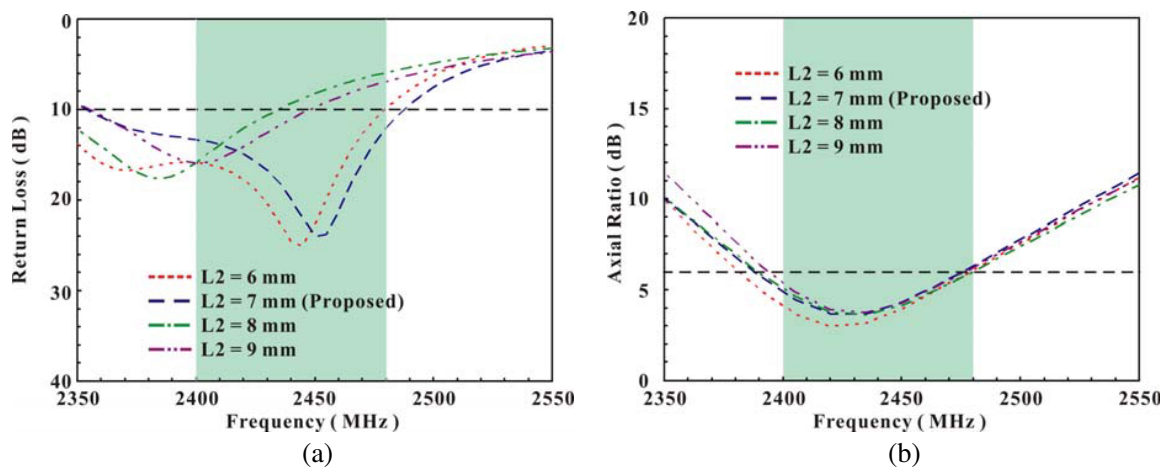 0
10
20
30
40
Return Loss ( dB )
L2 = 6 mm
L2 = 7 mm (Proposed)
L2 = 8 mm
L2 = 9 mm
2350 2400 2450 2500 2550
Frequency ( MHz )
(a)
20
15
10
5
0
Axial Ratio ( dB )
L2 = 6 mm
L2 = 7 mm (Proposed)
L2 = 8 mm
L2 = 9 mm
2350 2400 2450 2500 2550
Frequency ( MHz )
(b)